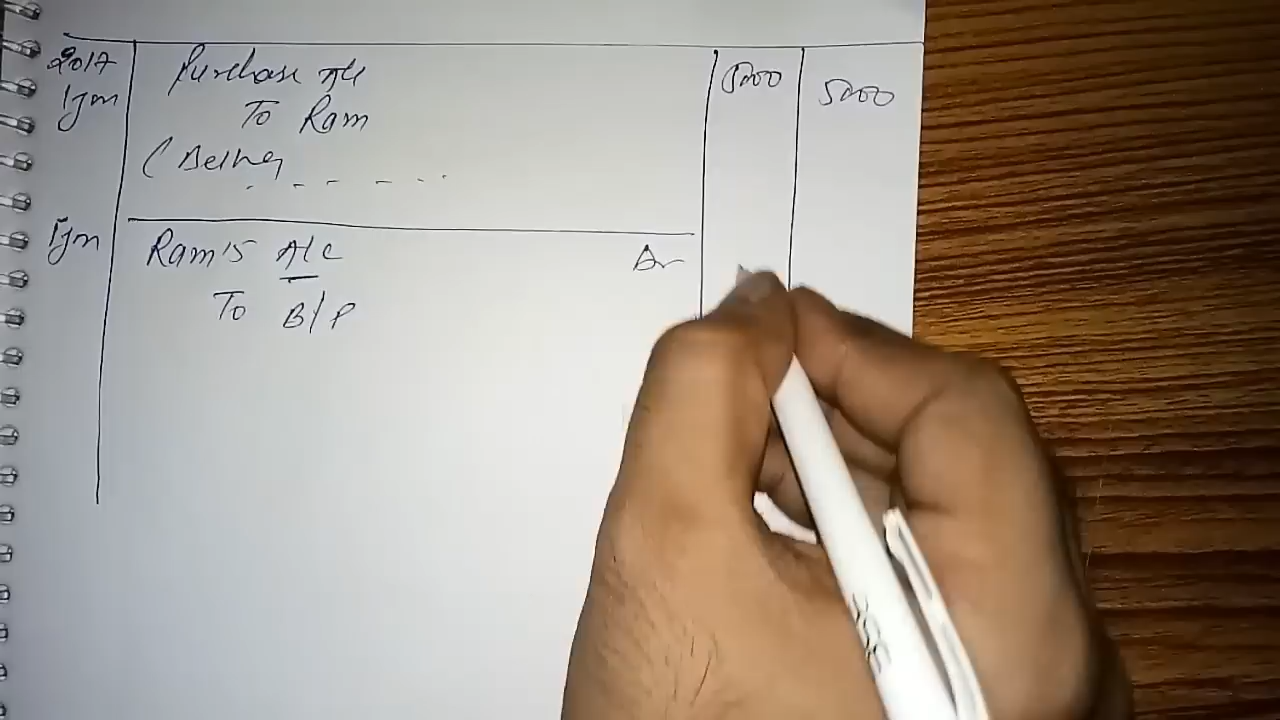 2017
1 Jan
Purchase A/c 5000
To Ram 5000
( Being
1 Jan Ram's A/c Dr
To B/P